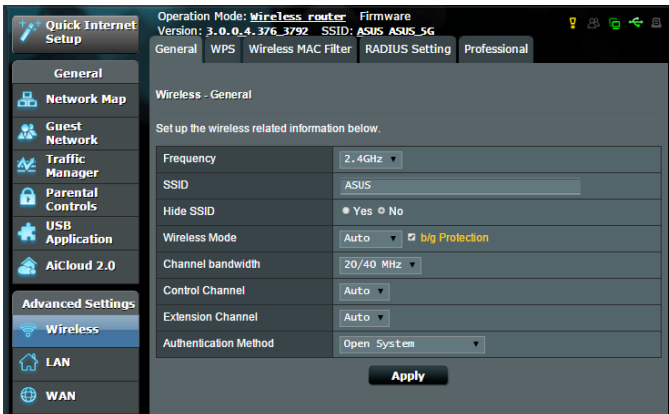 Quick Internet
Setup
Operation Mode: Wireless router Firmware
Version: 3.0.0.4.376_3792 SSID: ASUS ASUS_5G
General WPS Wireless MAC Filter RADIUS Setting Professional
General
Network Map
Guest
Network
Traffic
Manager
Parental
Controls
USB
Application
AiCloud 2.0
Advanced Settings
Wireless
LAN
WAN
Wireless - General
Set up the wireless related information below.
Frequency 2.4GHz
SSID ASUS
Hide SSID Yes No
Wireless Mode Auto b/g Protection
Channel bandwidth 20/40 MHz
Control Channel Auto
Extension Channel Auto
Authentication Method Open System
Apply